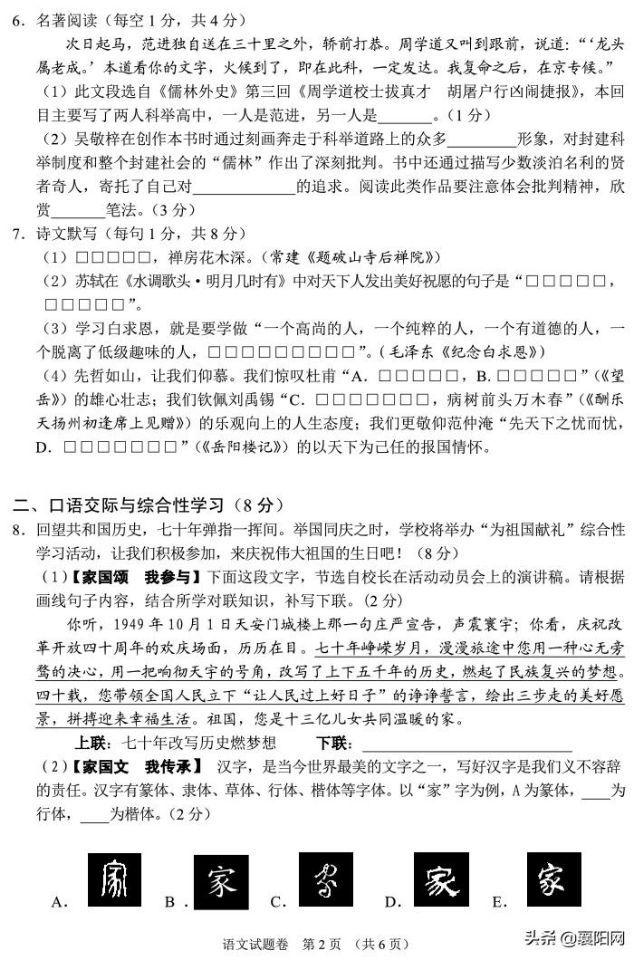 6．名著阅读（每空1分，共4分）
次日起马，范进独自送在三十里之外，轿前打恭。周学道又叫到跟前，说道：“‘龙头
属老成。’本道看你的文字，火候到了，即在此科，一定发达。我复命之后，在京专候。”
（1）此文段选自《儒林外史》第三回《周学道校士拔真才　胡屠户行凶闹捷报》，本回
目主要写了两人科举高中，一人是范进，另一人是______。（1分）
（2）吴敬梓在创作本书时通过刻画奔走于科举道路上的众多________形象，对封建科
举制度和整个封建社会的“儒林”作出了深刻批判。书中还通过描写少数淡泊名利的贤
者奇人，寄托了自己对____________的追求。阅读此类作品要注意体会批判精神，欣
赏______笔法。（3分）
7．诗文默写（每句1分，共8分）
（1）□□□□□，禅房花木深。（常建《题破山寺后禅院》）
（2）苏轼在《水调歌头·明月几时有》中对天下人发出美好祝愿的句子是“□□□□□，
□□□□□”。
（3）学习白求恩，就是要学做“一个高尚的人，一个纯粹的人，一个有道德的人，一
个脱离了低级趣味的人，□□□□□□□□□”。（毛泽东《纪念白求恩》）
（4）先哲如山，让我们仰慕。我们惊叹杜甫“A．□□□□□，B.□□□□□”（《望
岳》）的雄心壮志；我们钦佩刘禹锡“C．□□□□□□□，病树前头万木春”（《酬乐
天扬州初逢席上见赠》）的乐观向上的人生态度；我们更敬仰范仲淹“先天下之忧而忧，
D．□□□□□□□”（《岳阳楼记》）的以天下为己任的报国情怀。
二、口语交际与综合性学习（8分）
8．回望共和国历史，七十年弹指一挥间。举国同庆之时，学校将举办“为祖国献礼”综合性
学习活动，让我们积极参加，来庆祝伟大祖国的生日吧！（8分）
（1）【家国颂　我参与】下面这段文字，节选自校长在活动动员会上的演讲稿。请根据
画线句子内容，结合所学对联知识，补写下联。（2分）
你听，1949年10月1日天安门城楼上那一句庄严宣告，声震寰宇；你看，庆祝改
革开放四十周年的欢庆场面，历历在目。七十年峥嵘岁月，漫漫旅途中您用一种心无旁
骛的决心，用一把响彻天宇的号角，改写了上下五千年的历史，燃起了民族复兴的梦想。
四十载，您带领全国人民立下“让人民过上好日子”的诤诤誓言，绘出三步走的美好愿
景，拼搏迎来幸福生活。祖国，您是十三亿儿女共同温暖的家。
上联：七十年改写历史燃梦想　　下联：________________________
（2）【家国文　我传承】汉字，是当今世界最美的文字之一，写好汉字是我们义不容辞
的责任。汉字有篆体、隶体、草体、行体、楷体等字体。以“家”字为例，A为篆体，____为
行体，____为楷体。（2分）
A． 家 B． 家 C． 家 D． 家 E． 家
语文试题卷　第2页　（共6页）
头条 @襄阳网